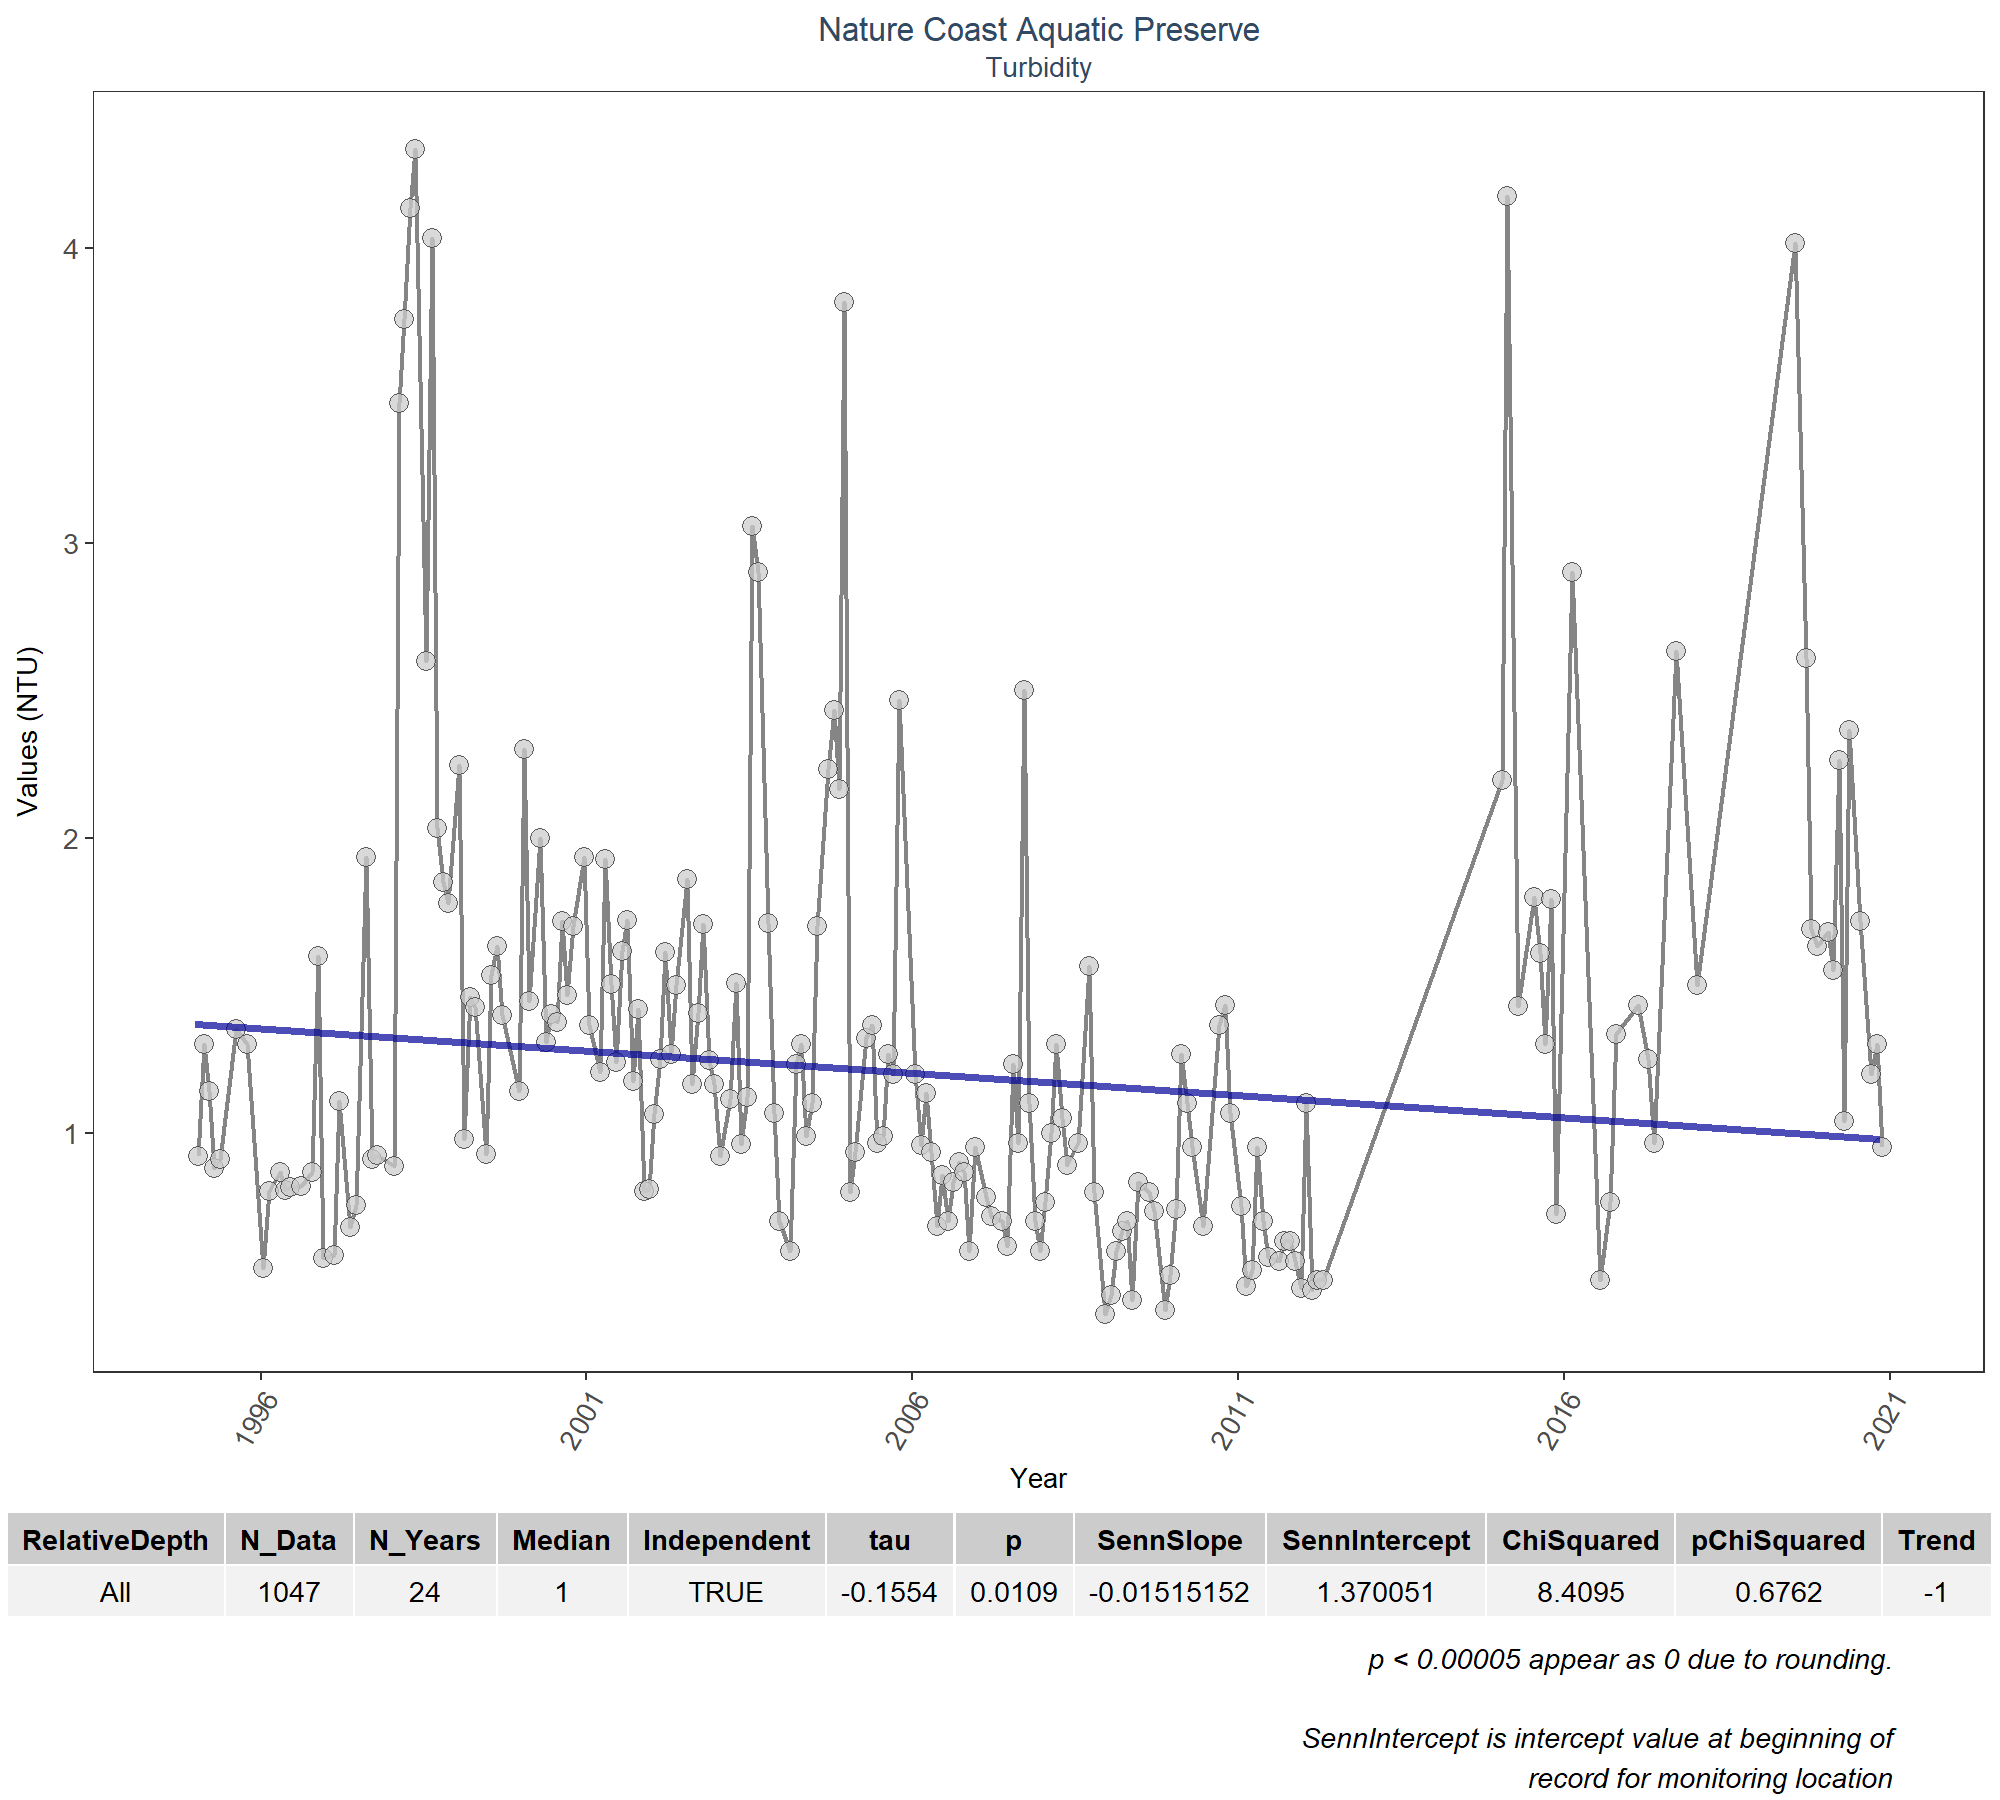 Nature Coast Aquatic Preserve
Turbidity
Values (NTU)
4
3
2
1
1996 2001 2006 2011 2016 2021
Year
RelativeDepth N_Data N_Years Median Independent tau p SennSlope SennIntercept ChiSquared pChiSquared Trend
All 1047 24 1 TRUE -0.1554 0.0109 -0.01515152 1.370051 8.4095 0.6762 -1
p < 0.00005 appear as 0 due to rounding.
SennIntercept is intercept value at beginning of
record for monitoring location